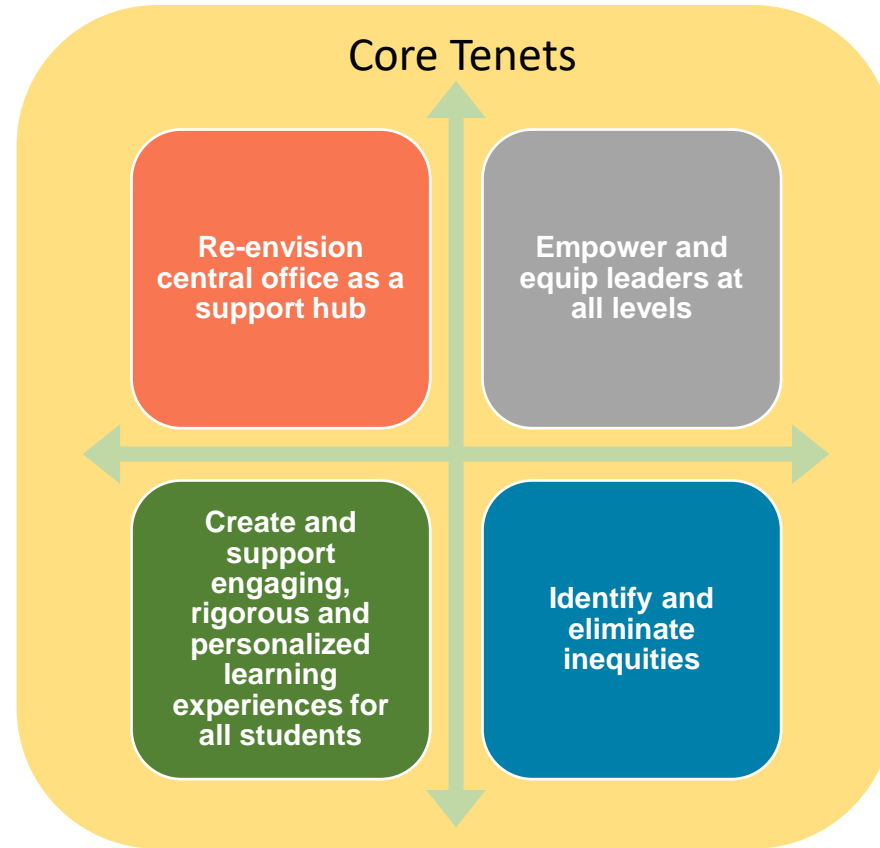 Core Tenets
Re-envision
central office as a
support hub
Empower and
equip leaders at
all levels
Create and
support
engaging,
rigorous and
personalized
learning
experiences for
all students
Identify and
eliminate
inequities